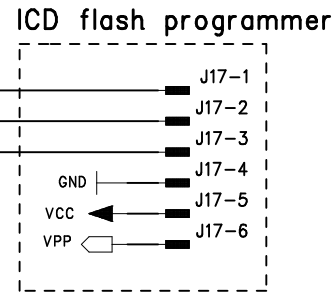 ICD flash programmer
J17-1
J17-2
J17-3
J17-4
GND
J17-5
VCC
J17-6
VPP